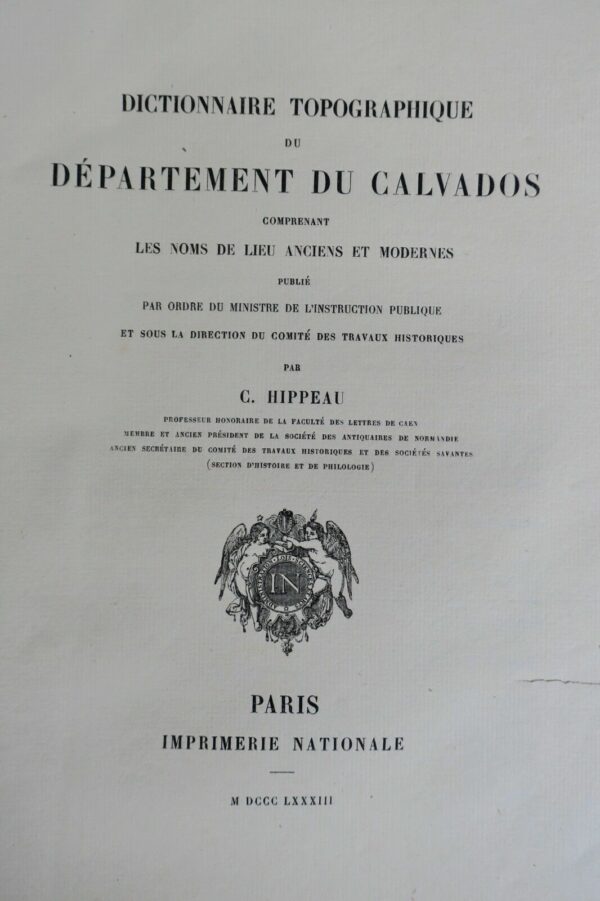 DICTIONNAIRE TOPOGRAPHIQUE
DU
DÉPARTEMENT DU CALVADOS
COMPRENANT
LES NOMS DE LIEU ANCIENS ET MODERNES
PUBLIÉ
PAR ORDRE DU MINISTRE DE L'INSTRUCTION PUBLIQUE
ET SOUS LA DIRECTION DU COMITÉ DES TRAVAUX HISTORIQUES
PAR
C. HIPPEAU
PROFESSEUR HONORAIRE DE LA FACULTÉ DES LETTRES DE CAEN
MEMBRE ET ANCIEN PRÉSIDENT DE LA SOCIÉTÉ DES ANTIQUAIRES DE NORMANDIE
ANCIEN SECRÉTAIRE DU COMITÉ DES TRAVAUX HISTORIQUES ET DES SOCIÉTÉS SAVANTES
(SECTION D'HISTOIRE ET DE PHILOLOGIE)
IN
PARIS
IMPRIMERIE NATIONALE
M DCCC LXXXIII